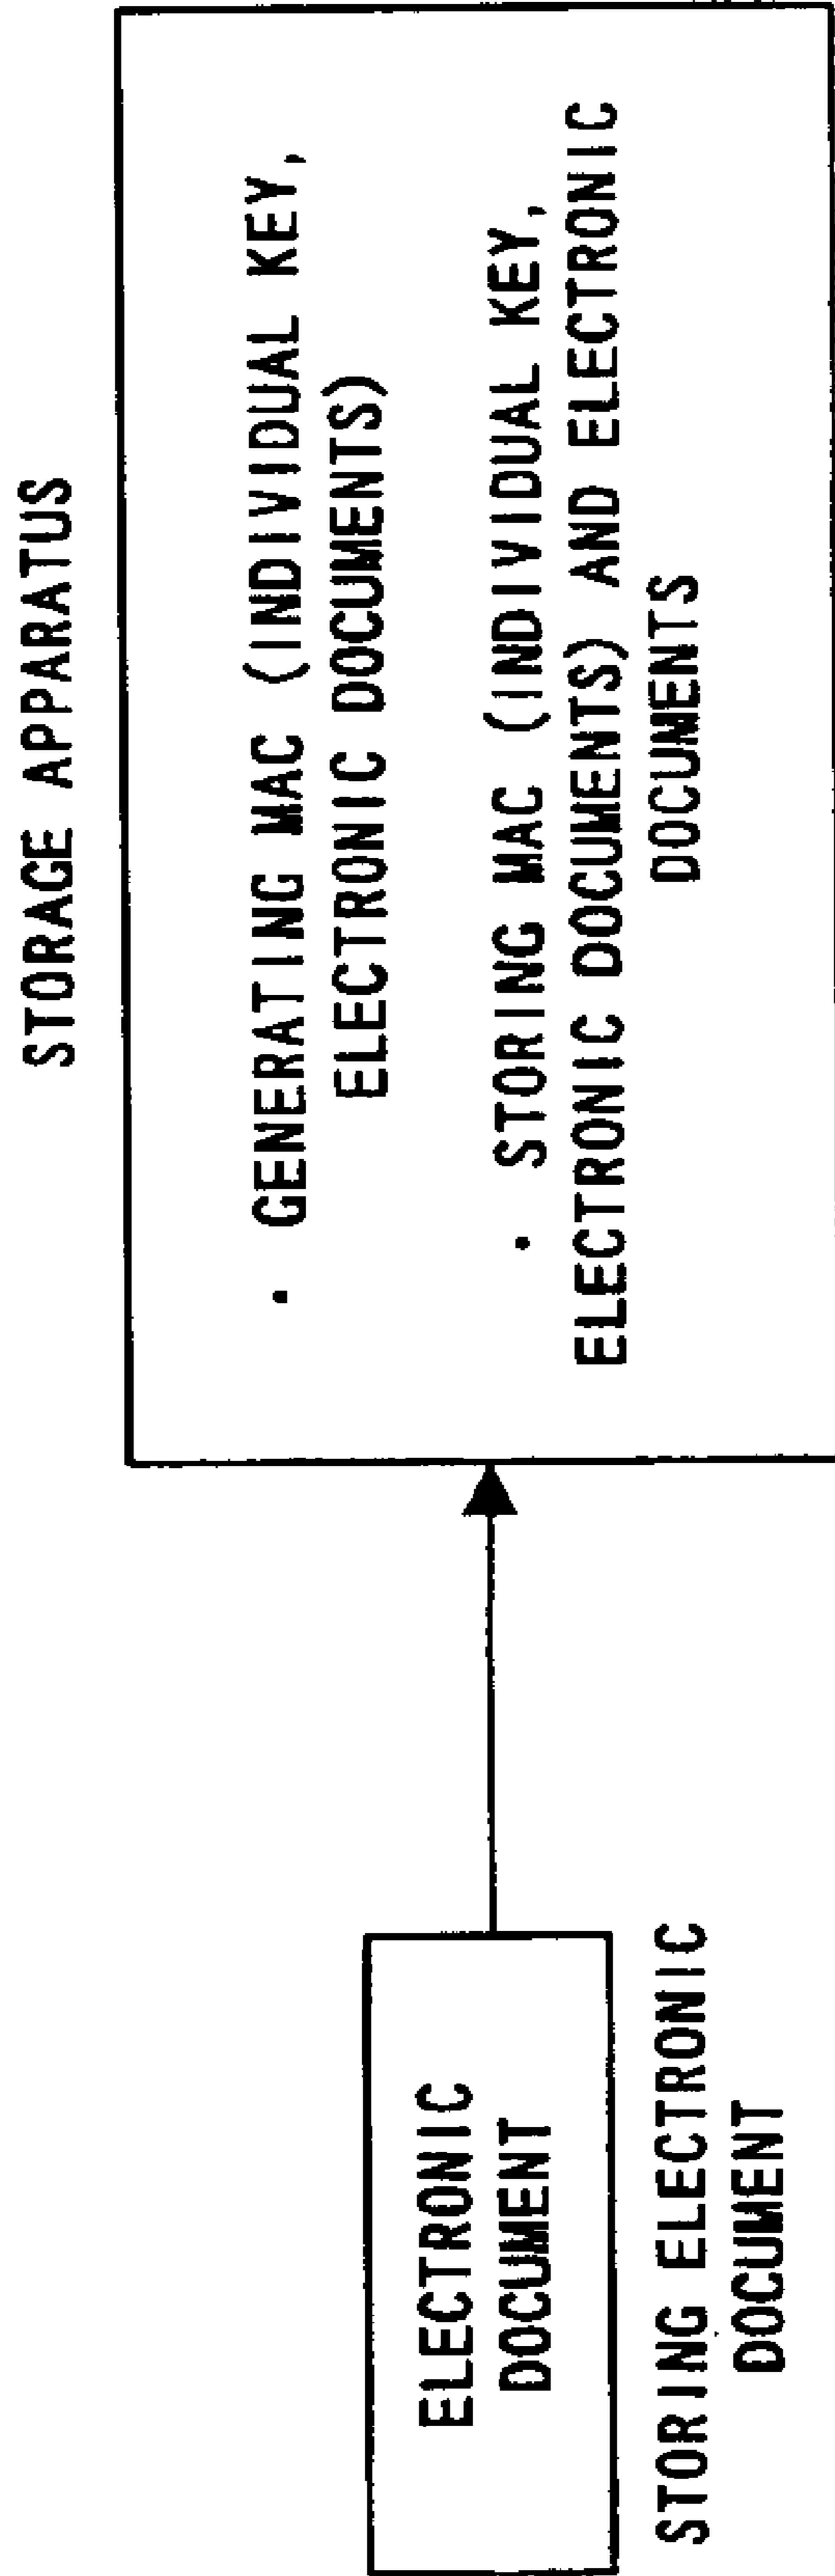 STORAGE APPARATUS
· GENERATING MAC (INDIVIDUAL KEY,
ELECTRONIC DOCUMENTS)
· STORING MAC (INDIVIDUAL KEY,
ELECTRONIC DOCUMENTS) AND ELECTRONIC
DOCUMENTS
ELECTRONIC
DOCUMENT
STORING ELECTRONIC
DOCUMENT